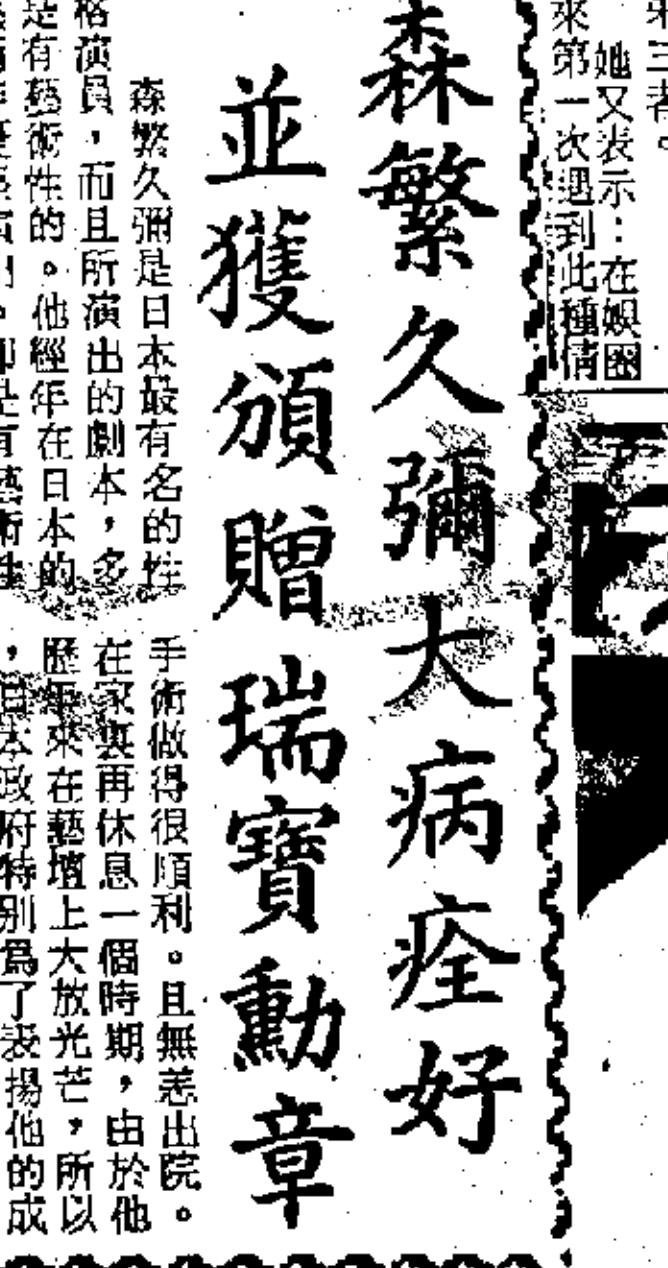 來三者。
她又表示：在娛圈
來第一次遇到此種情
森繁久彌大病痊好
並獲頒贈瑞寶勳章
森繁久彌是日本最有名的性
格演員，而且所演出的劇本，多
是有藝術性的。他經年在日本的
手術做得很順利。且無恙出院。
在家裏再休息一個時期，由於他
歷年來在藝壇上大放光芒，所以
，日本政府特別爲了表揚他的成